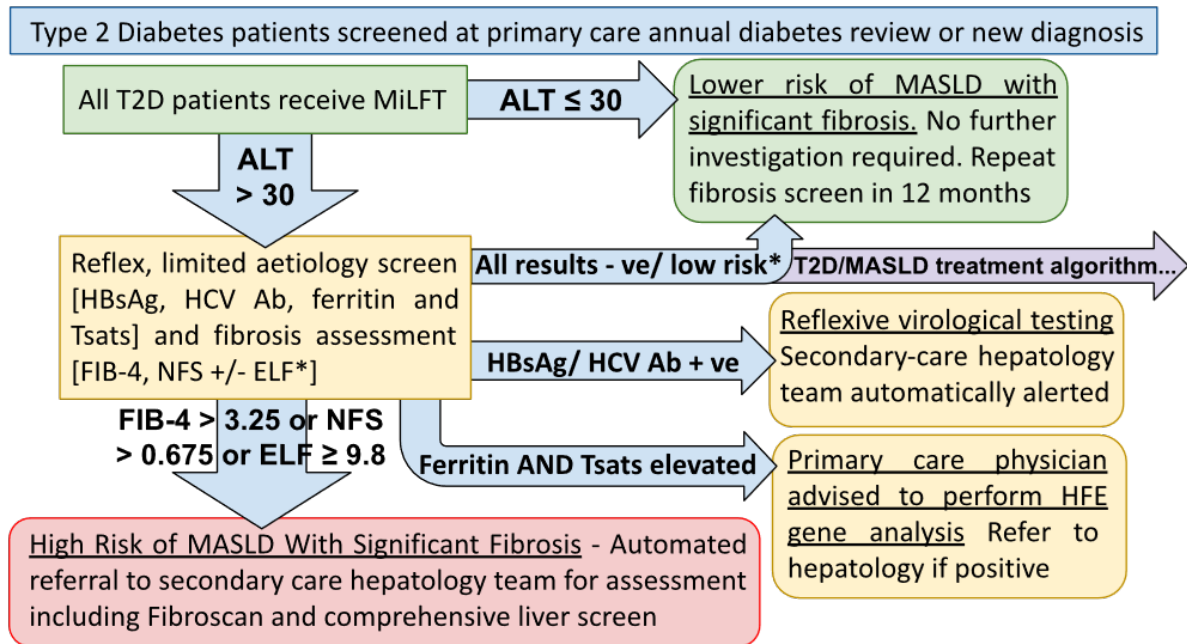 Type 2 Diabetes patients screened at primary care annual diabetes review or new diagnosis
All T2D patients receive MiLFT
ALT ≤ 30
Lower risk of MASLD with
significant fibrosis. No further
investigation required. Repeat
fibrosis screen in 12 months
ALT
> 30
Reflex, limited aetiology screen
[HBsAg, HCV Ab, ferritin and
Tsats] and fibrosis assessment
[FIB-4, NFS +/- ELF*]
All results - ve/ low risk*
T2D/MASLD treatment algorithm...
HBsAg/ HCV Ab + ve
Reflexive virological testing
Secondary-care hepatology
team automatically alerted
FIB-4 > 3.25 or NFS
> 0.675 or ELF ≥ 9.8
Ferritin AND Tsats elevated
Primary care physician
advised to perform HFE
gene analysis Refer to
hepatology if positive
High Risk of MASLD With Significant Fibrosis - Automated
referral to secondary care hepatology team for assessment
including Fibroscan and comprehensive liver screen